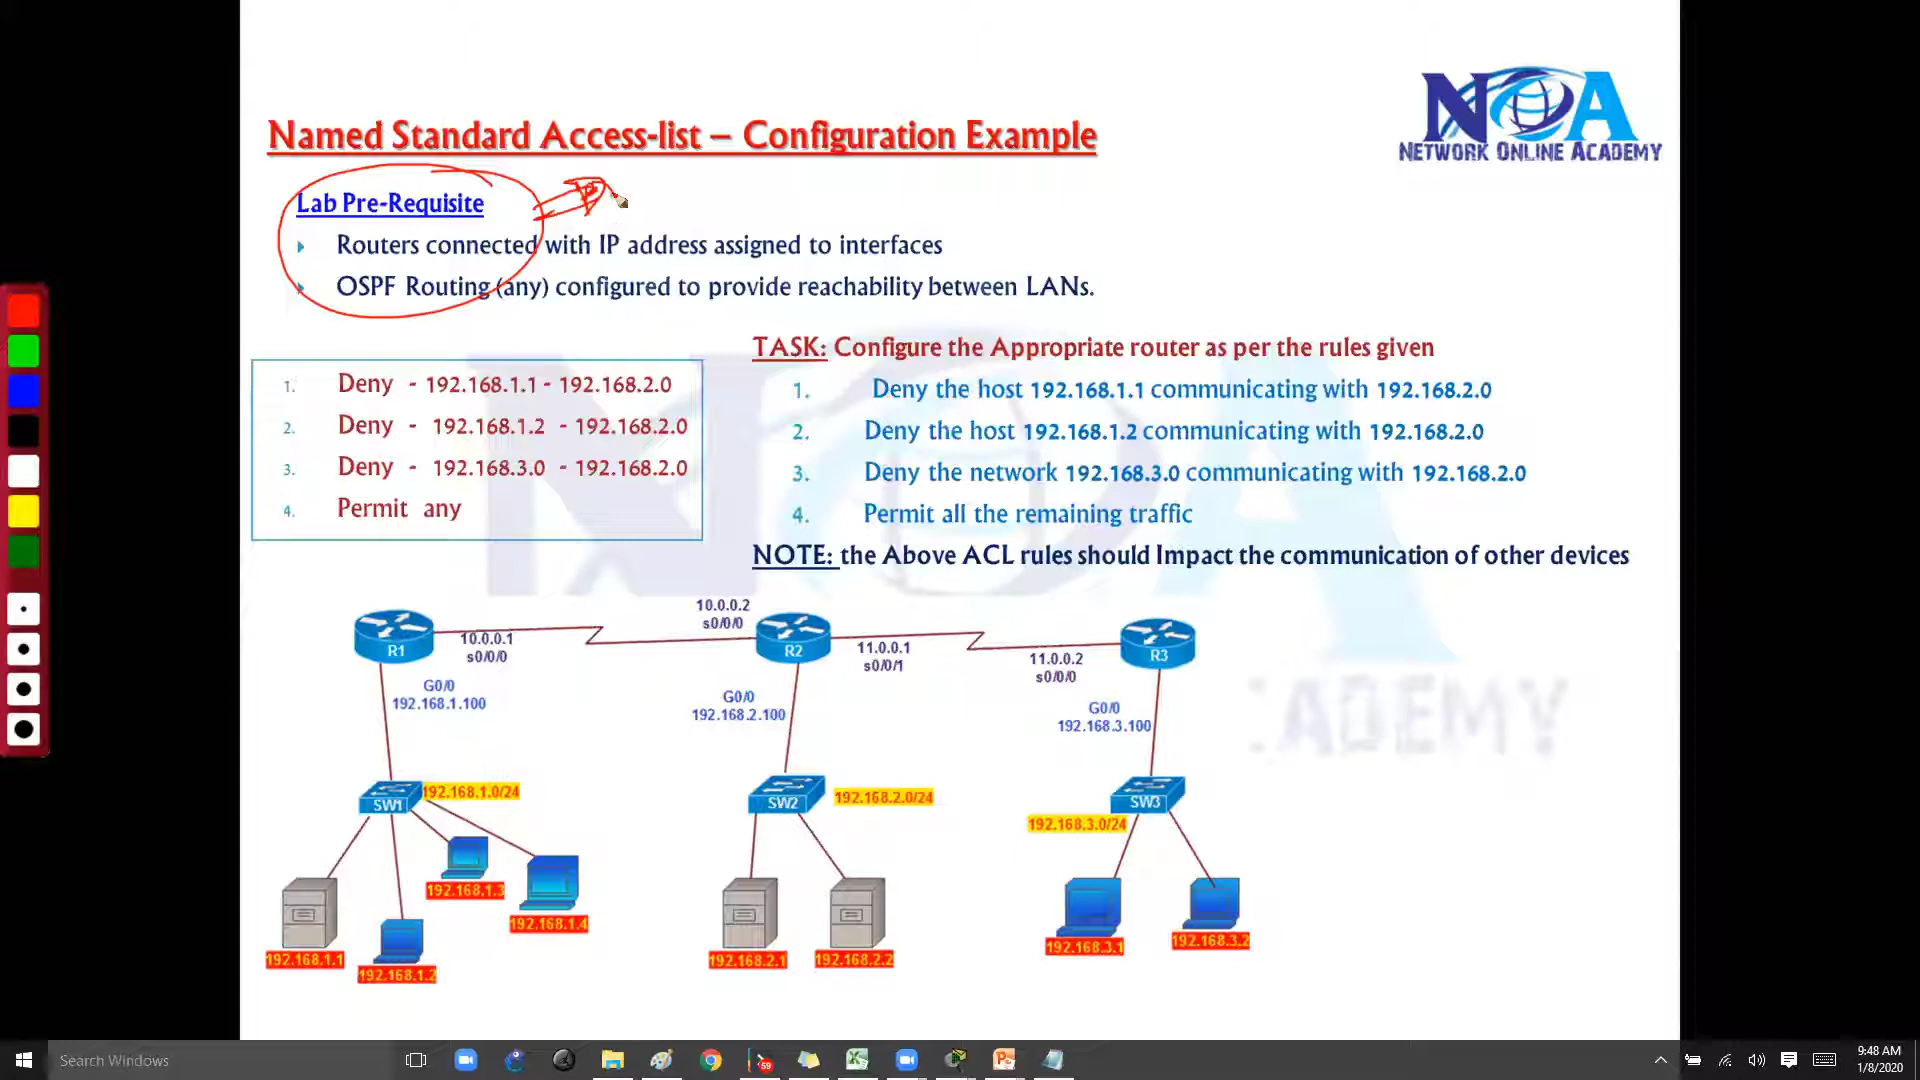 NOA
NETWORK ONLINE ACADEMY
Named Standard Access-list – Configuration Example
Lab Pre-Requisite
Routers connected with IP address assigned to interfaces
OSPF Routing (any) configured to provide reachability between LANs.
1. Deny - 192.168.1.1 - 192.168.2.0
2. Deny - 192.168.1.2 - 192.168.2.0
3. Deny - 192.168.3.0 - 192.168.2.0
4. Permit any
TASK: Configure the Appropriate router as per the rules given
1. Deny the host 192.168.1.1 communicating with 192.168.2.0
2. Deny the host 192.168.1.2 communicating with 192.168.2.0
3. Deny the network 192.168.3.0 communicating with 192.168.2.0
4. Permit all the remaining traffic
NOTE: the Above ACL rules should Impact the communication of other devices
R1
10.0.0.1
s0/0/0
10.0.0.2
s0/0/0
R2
11.0.0.1
s0/0/1
11.0.0.2
s0/0/0
R3
G0/0
192.168.1.100
G0/0
192.168.2.100
G0/0
192.168.3.100
SW1
192.168.1.0/24
SW2
192.168.2.0/24
SW3
192.168.3.0/24
192.168.1.3
192.168.1.4
192.168.1.1
192.168.1.2
192.168.2.1
192.168.2.2
192.168.3.1
192.168.3.2
CADEMY
Search Windows
59
9:48 AM
1/8/2020